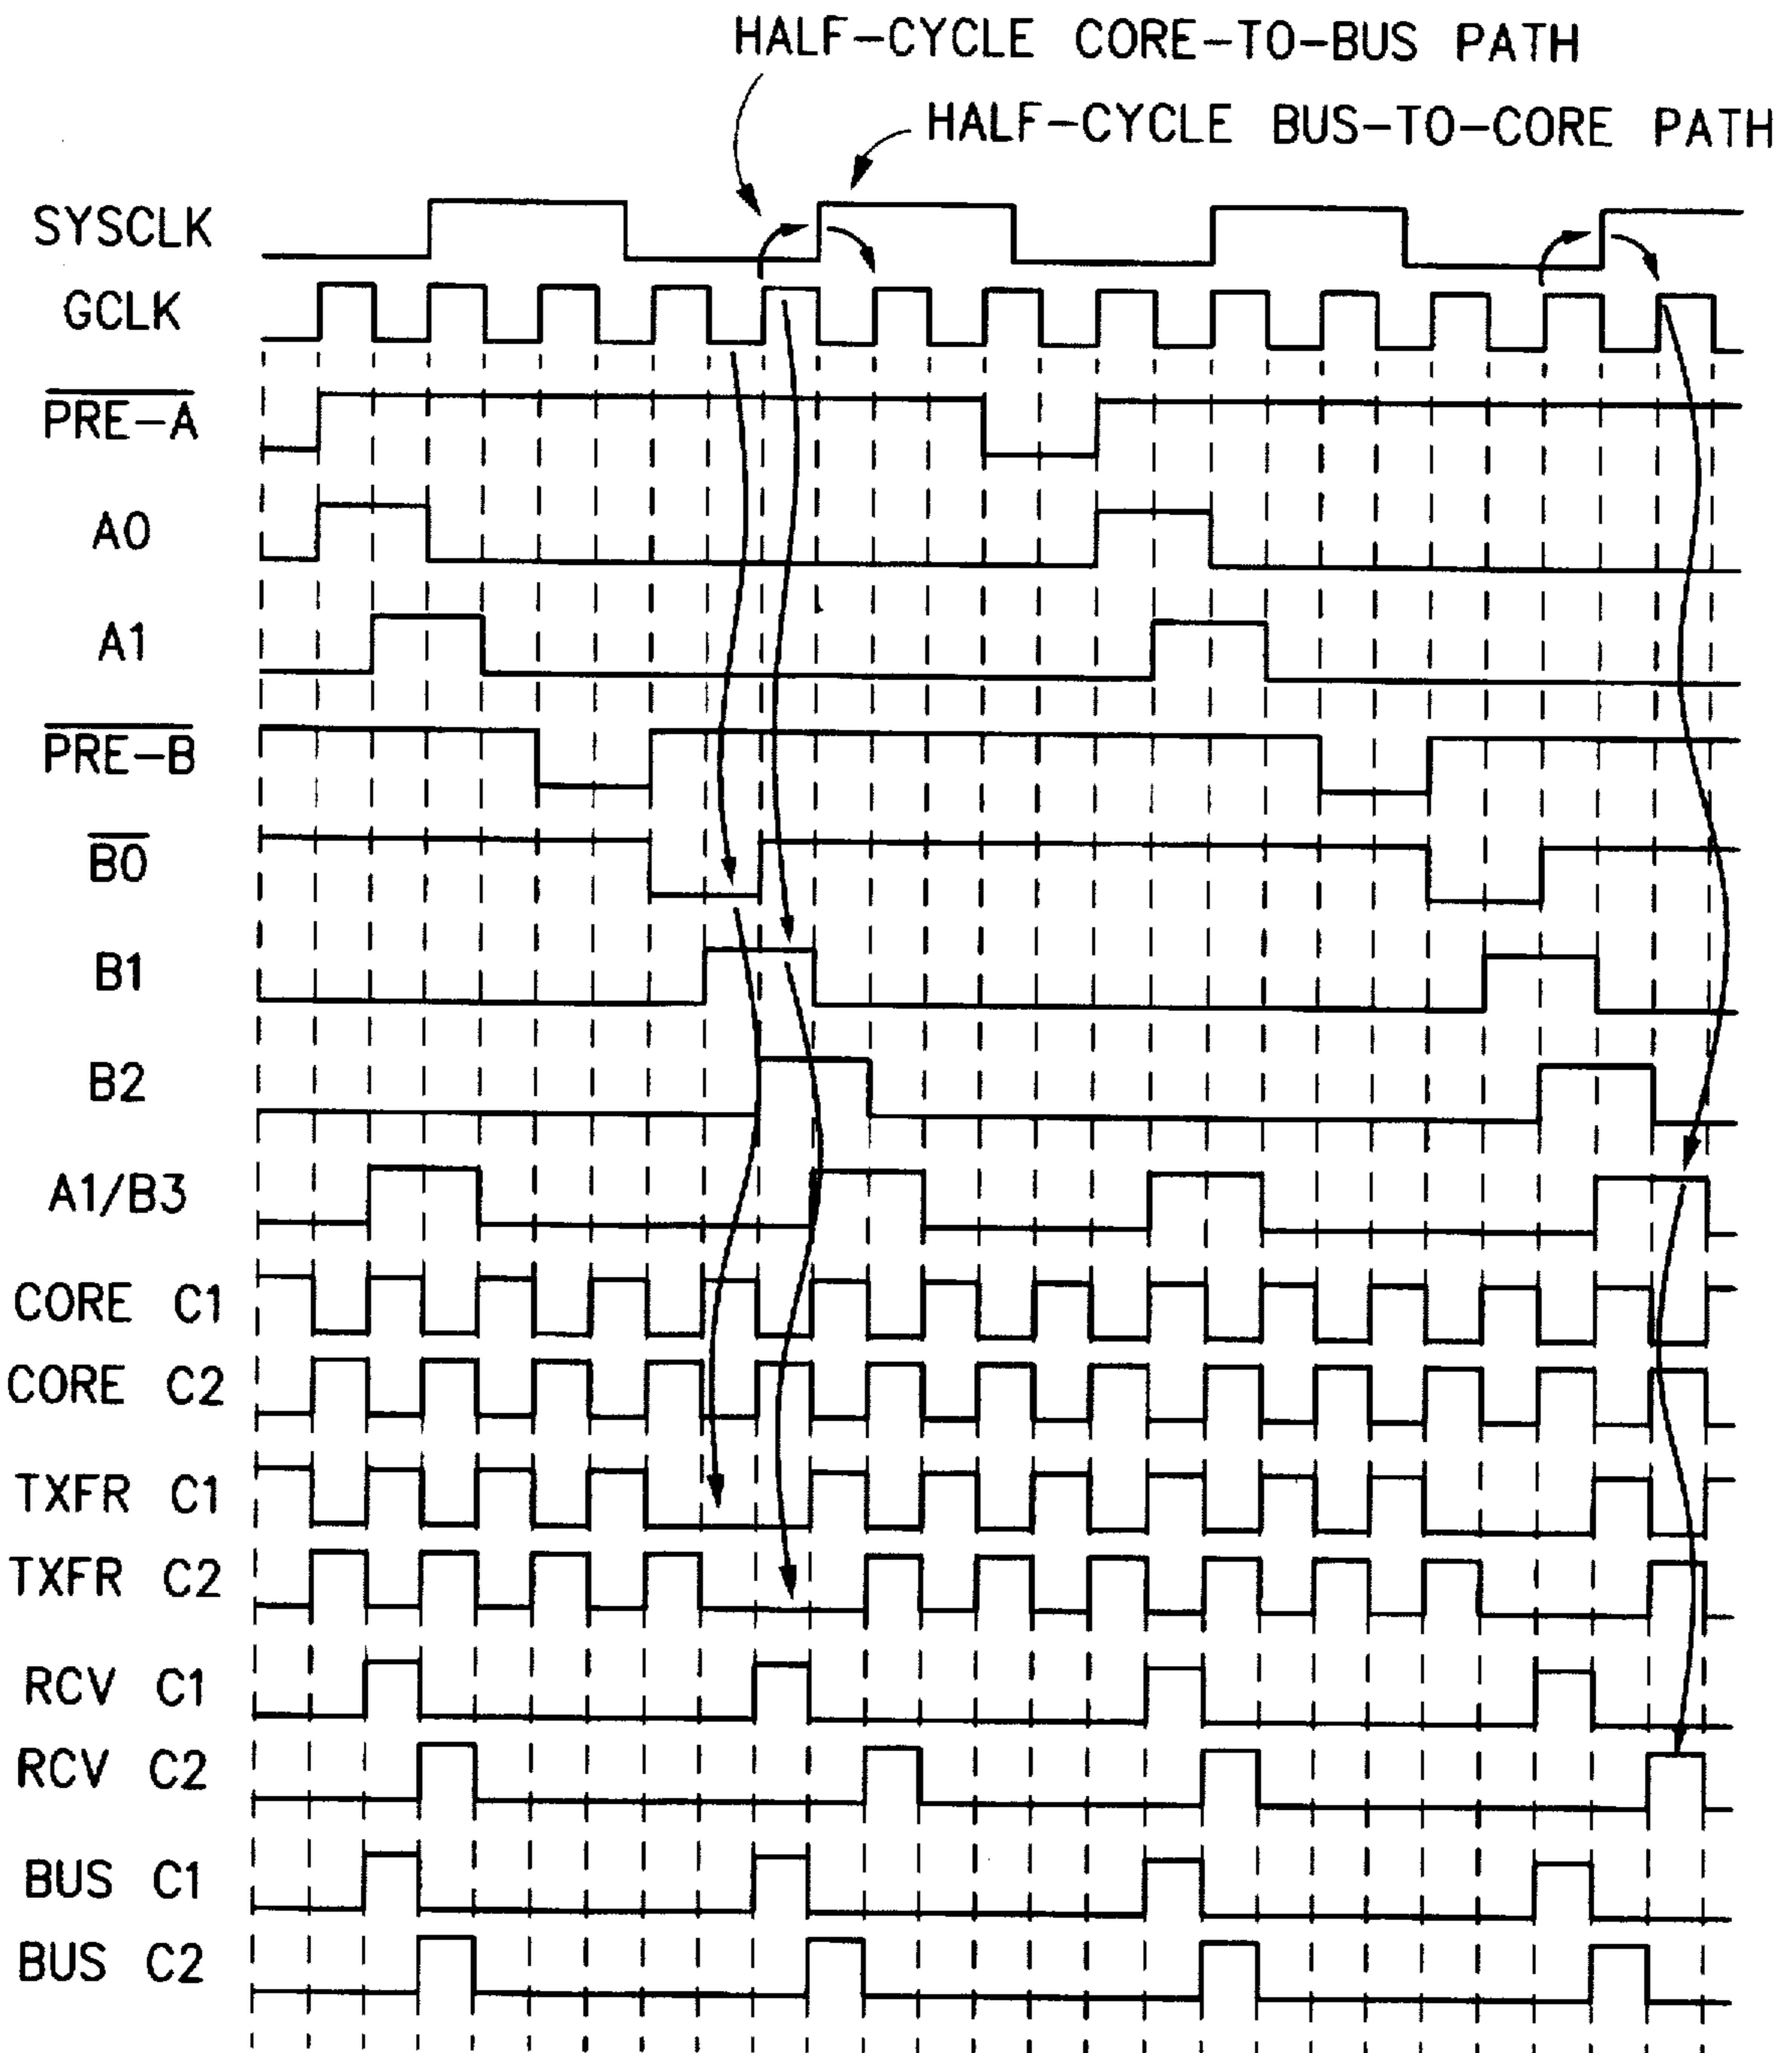 HALF-CYCLE CORE-TO-BUS PATH
HALF-CYCLE BUS-TO-CORE PATH
SYSCLK
GCLK
PRE-A
A0
A1
PRE-B
B0
B1
B2
A1/B3
CORE C1
CORE C2
TXFR C1
TXFR C2
RCV C1
RCV C2
BUS C1
BUS C2